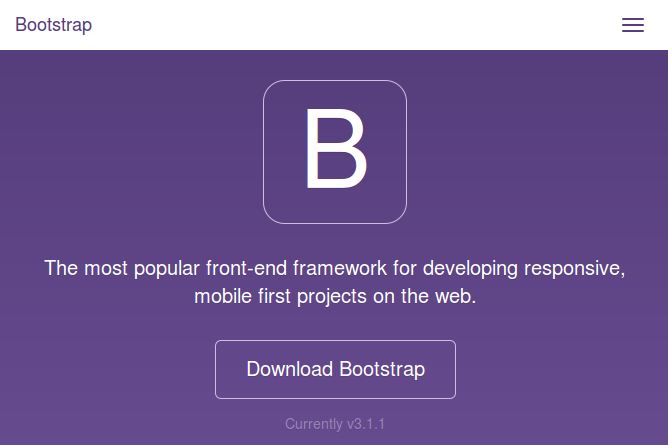 Bootstrap
B
The most popular front-end framework for developing responsive,
mobile first projects on the web.
Download Bootstrap
Currently v3.1.1